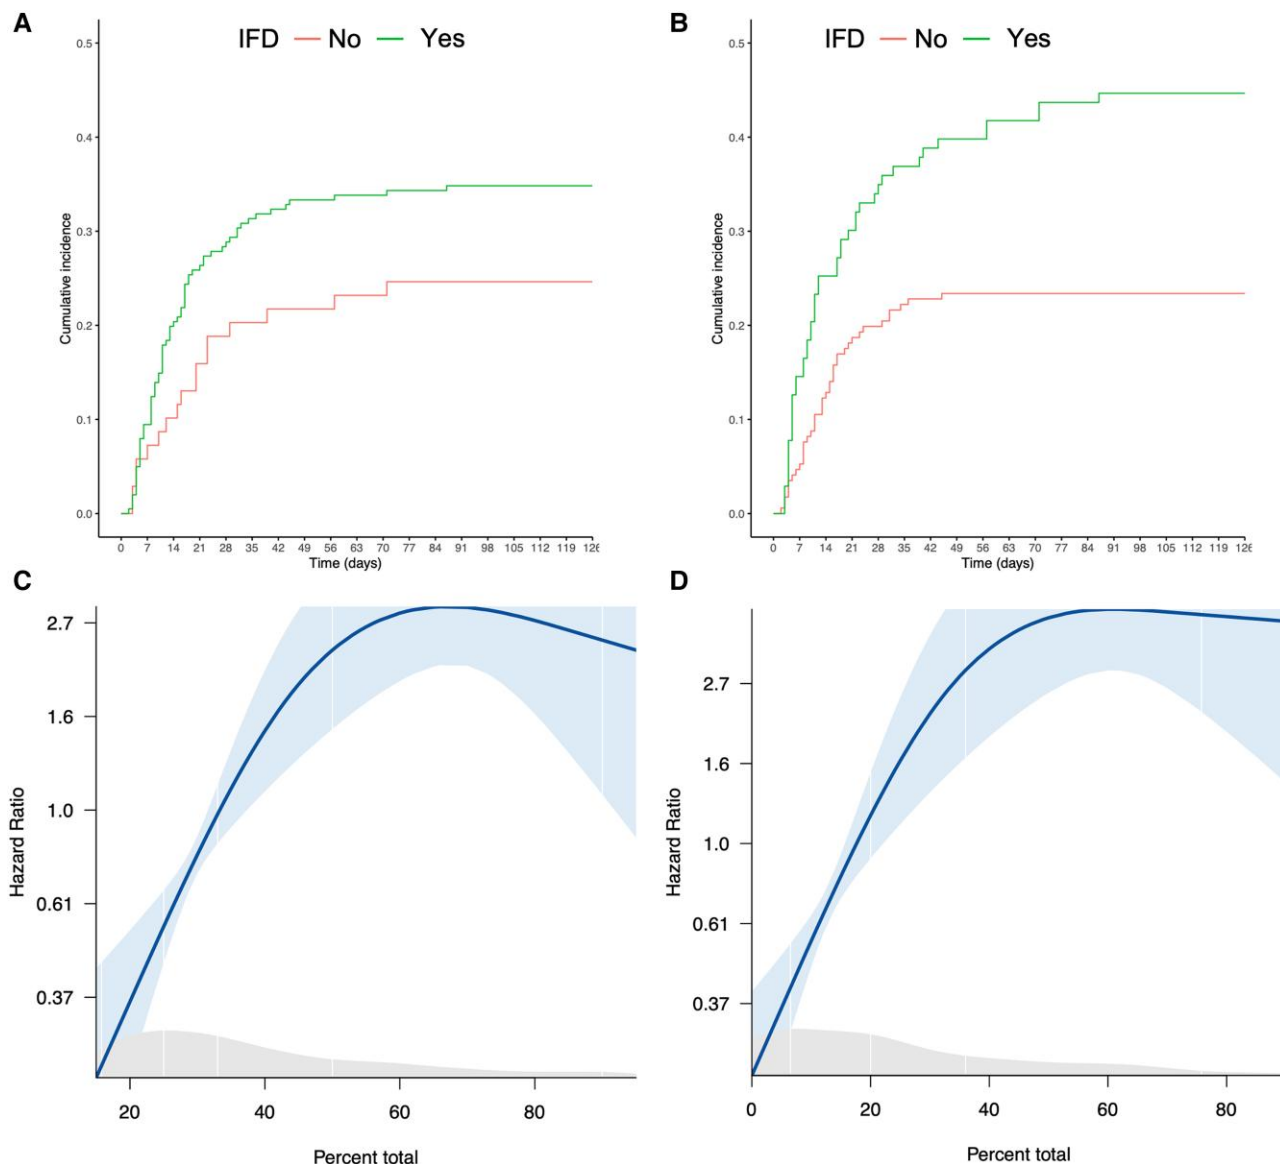 A
IFD No Yes
0.5
0.4
0.3
0.2
0.1
0.0
Cumulative incidence
0 7 14 21 28 35 42 49 56 63 70 77 84 91 98 105 112 119 126
Time (days)
B
IFD No Yes
0.5
0.4
0.3
0.2
0.1
0.0
Cumulative incidence
0 7 14 21 28 35 42 49 56 63 70 77 84 91 98 105 112 119 126
Time (days)
C
2.7
1.6
1.0
0.61
0.37
Hazard Ratio
20 40 60 80
Percent total
D
2.7
1.6
1.0
0.61
0.37
Hazard Ratio
0 20 40 60 80
Percent total